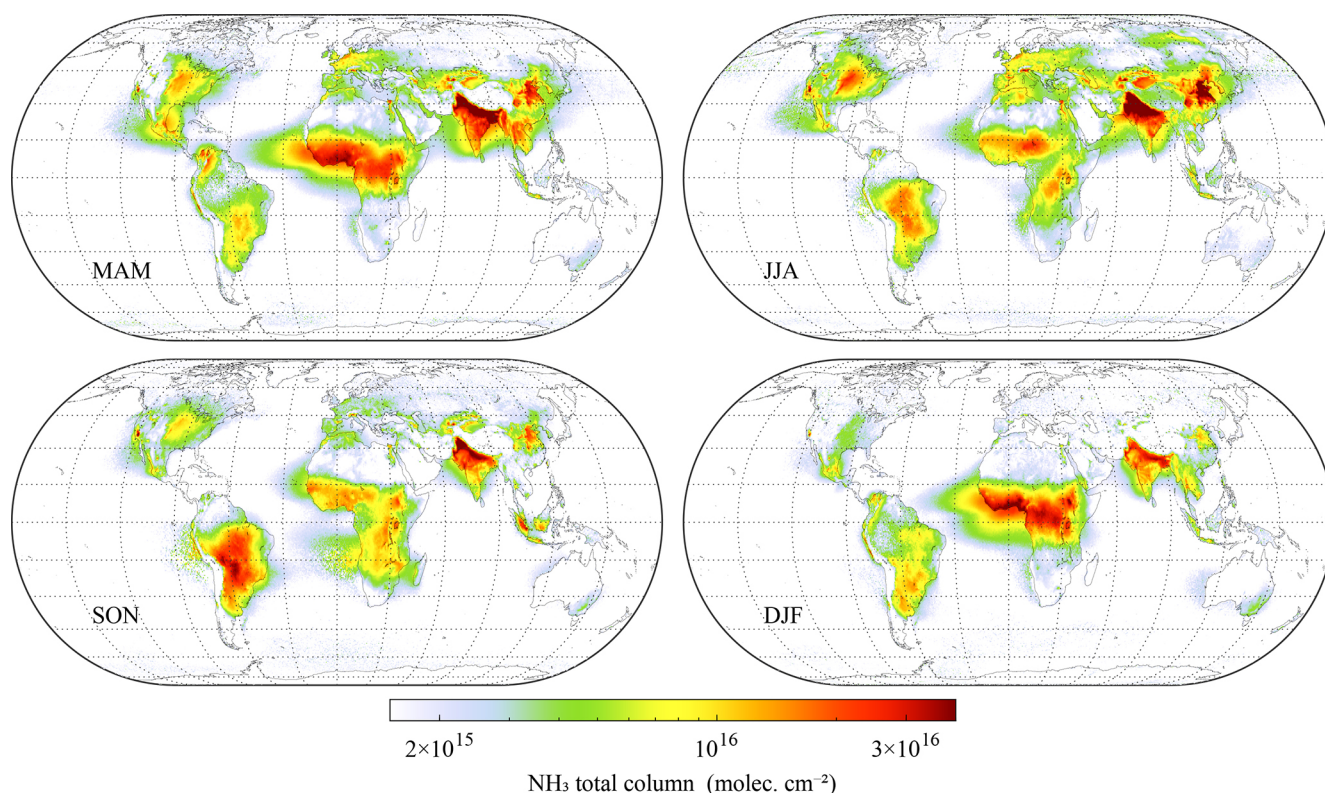 MAM
JJA
SON
DJF
2×10¹⁵
10¹⁶
3×10¹⁶
NH₃ total column (molec. cm⁻²)